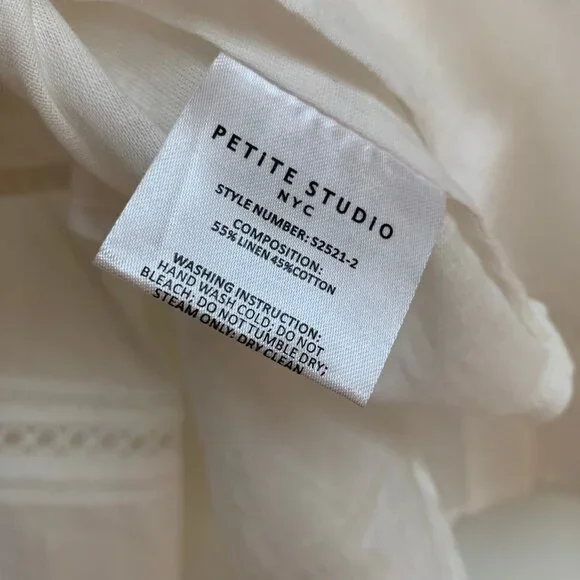 PETITE STUDIO
NYC
STYLE NUMBER: S2521-2
COMPOSITION:
55% LINEN 45%COTTON
WASHING INSTRUCTION:
HAND WASH COLD; DO NOT
BLEACH; DO NOT TUMBLE DRY;
STEAM ONLY; DRY CLEAN